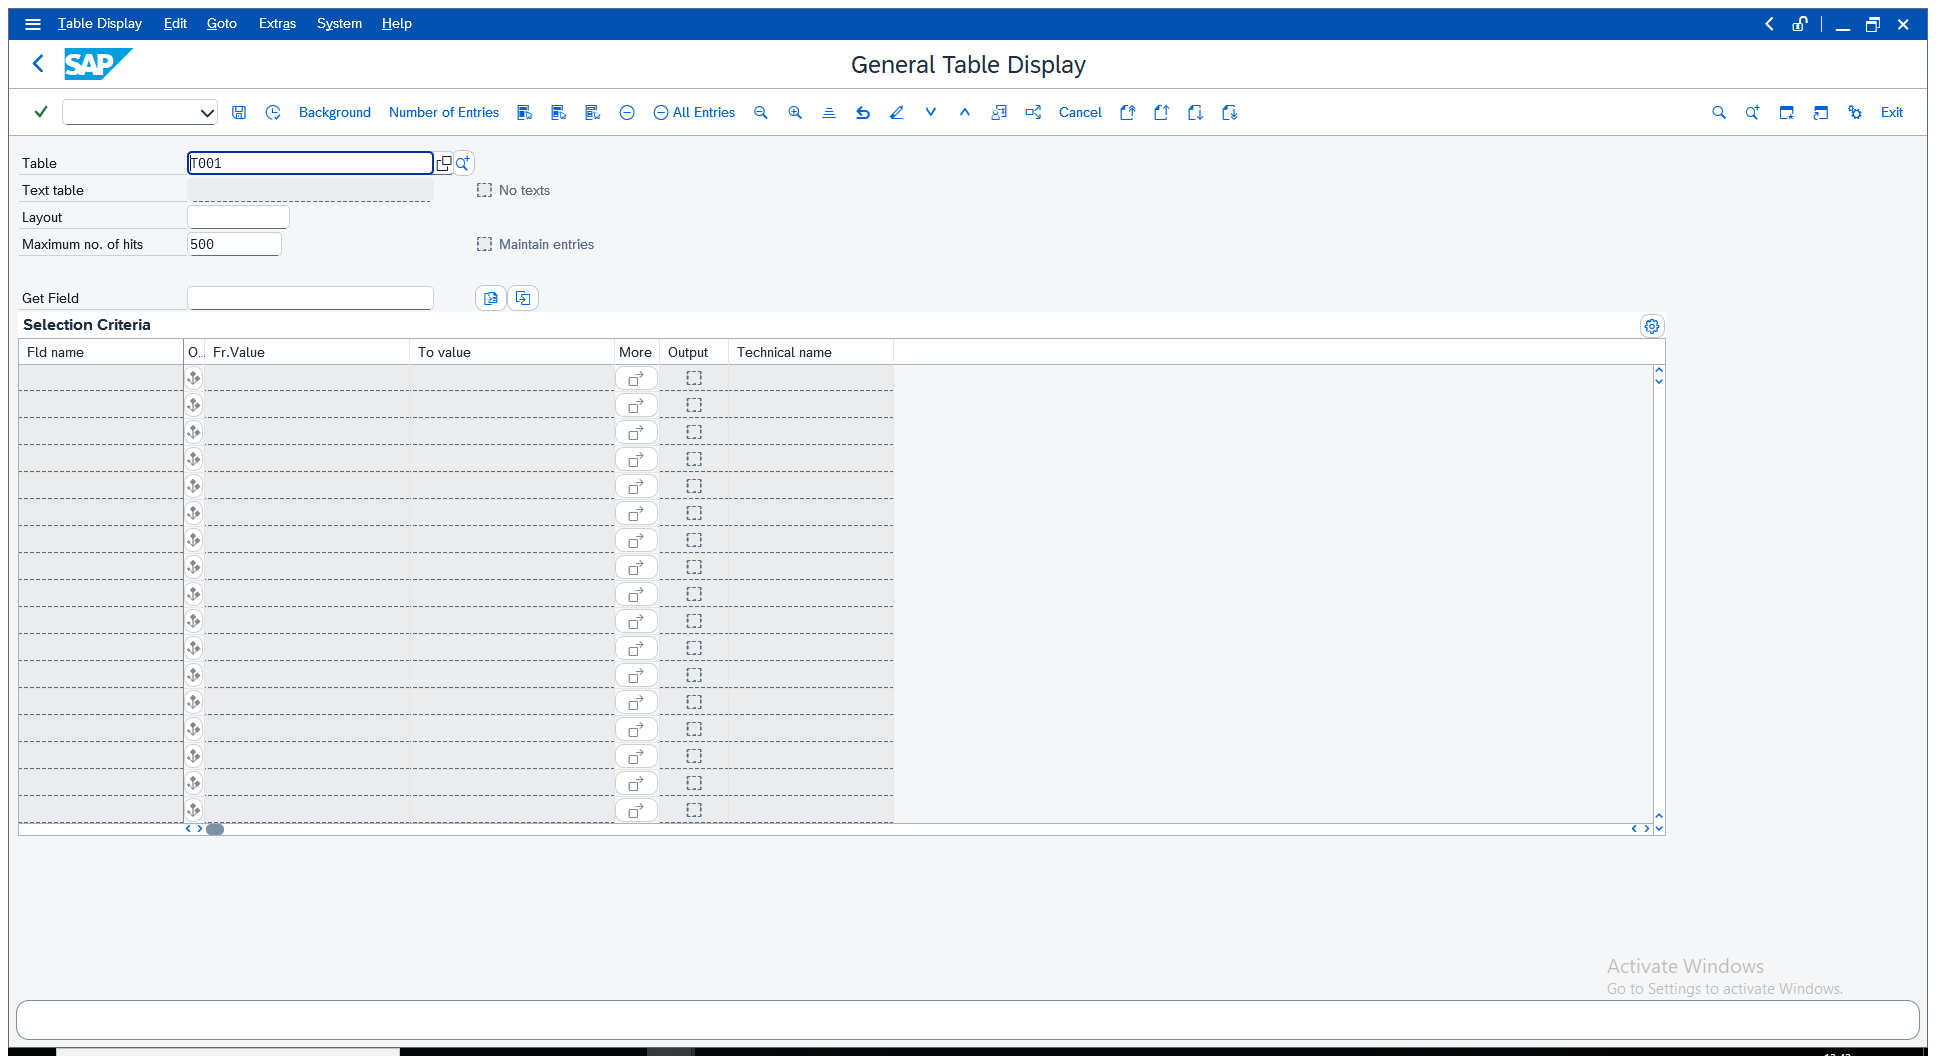 Table Display Edit Goto Extras System Help
SAP General Table Display
Background Number of Entries All Entries Cancel Exit
Table T001
Text table No texts
Layout
Maximum no. of hits 500 Maintain entries
Get Field
Selection Criteria
Fld name O... Fr.Value To value More Output Technical name
Activate Windows
Go to Settings to activate Windows.